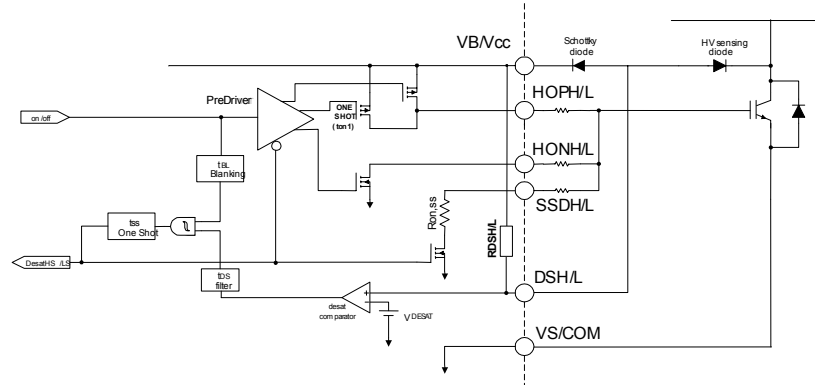 VB/Vcc
Schottky
diode
HV sensing
diode
HOPH/L
PreDriver
ONE
SHOT
(ton1)
on/off
tBL
Blanking
HONH/L
SSDH/L
Ron,ss
RDSH/L
tss
One Shot
DesatHS/LS
tDS
filter
DSH/L
desat
comparator
VDESAT
VS/COM